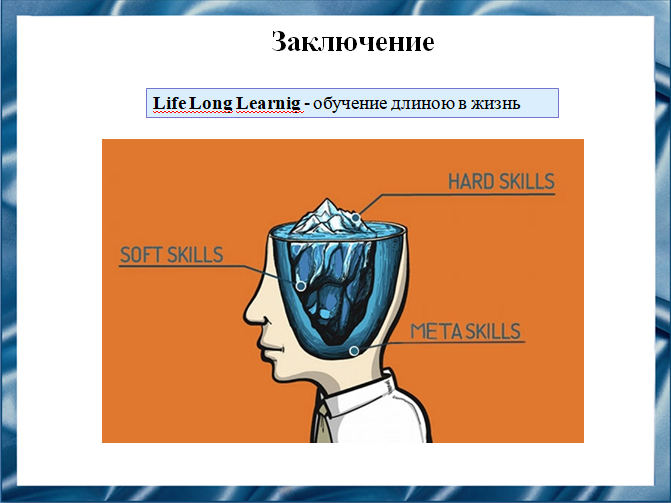 Заключение
Life Long Learnig - обучение длиною в жизнь
HARD SKILLS
SOFT SKILLS
META SKILLS